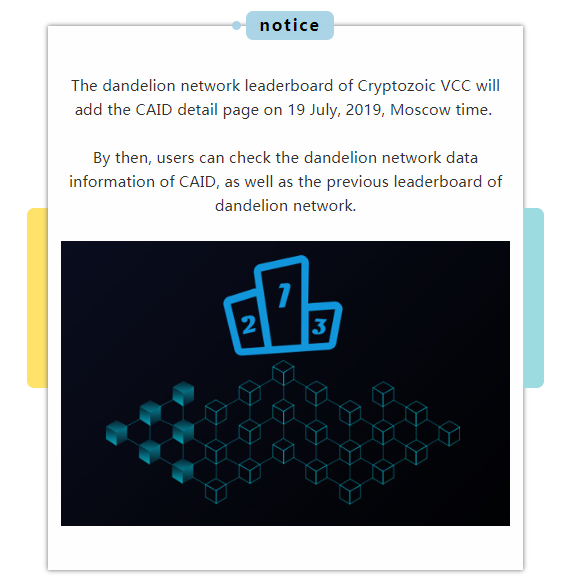 notice
The dandelion network leaderboard of Cryptozoic VCC will
add the CAID detail page on 19 July, 2019, Moscow time.
By then, users can check the dandelion network data
information of CAID, as well as the previous leaderboard of
dandelion network.
1
2
3